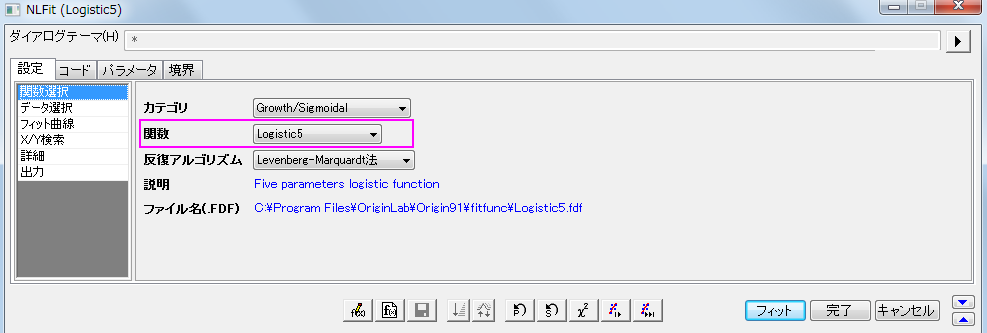 NLFit (Logistic5)
ダイアログテーマ(H) *
設定 コード パラメータ 境界
関数選択
データ選択
フィット曲線
X/Y検索
詳細
出力
カテゴリ Growth/Sigmoidal
関数 Logistic5
反復アルゴリズム Levenberg-Marquardt法
説明 Five parameters logistic function
ファイル名(.FDF) C:¥Program Files¥OriginLab¥Origin91¥fitfunc¥Logistic5.fdf
フィット 完了 キャンセル